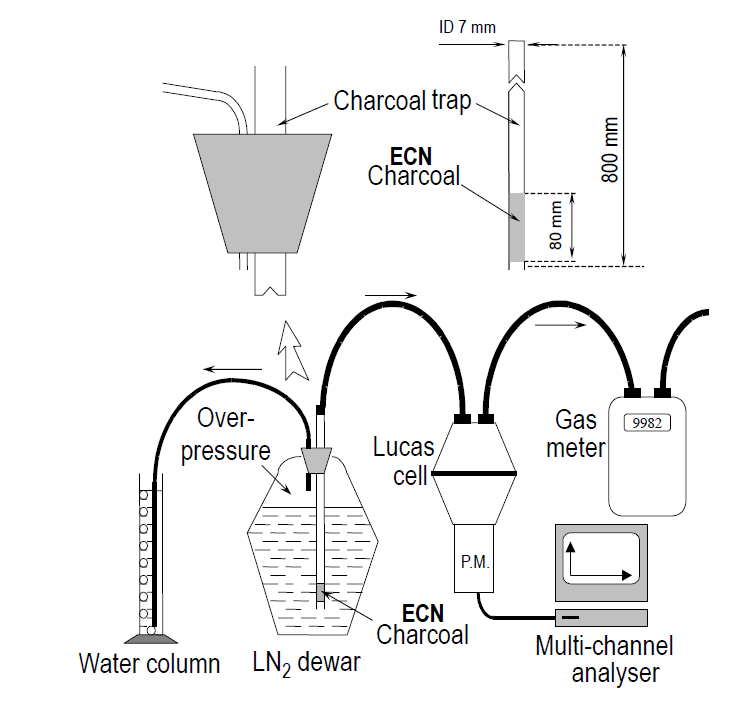 ID 7 mm
Charcoal trap
ECN
Charcoal
800 mm
80 mm
Over-
pressure
Lucas
cell
Gas
meter
9982
P.M.
ECN
Charcoal
Water column
LN₂ dewar
Multi-channel
analyser